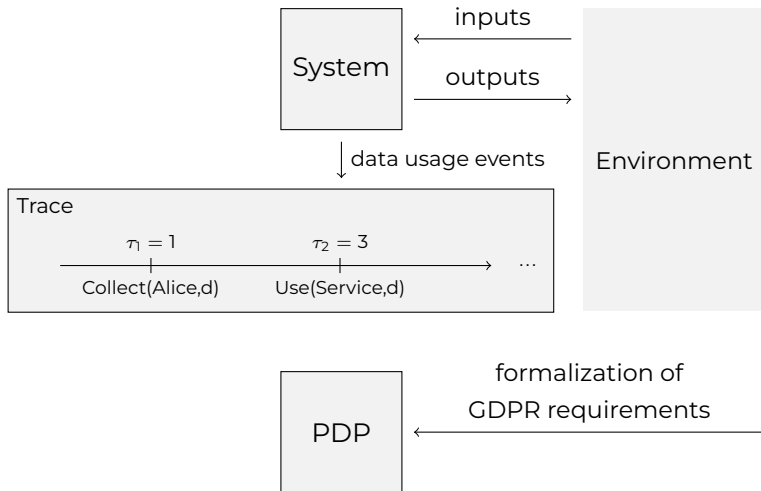 inputs
System
outputs
Environment
data usage events
Trace
τ₁ = 1
τ₂ = 3
...
Collect(Alice,d)
Use(Service,d)
formalization of
GDPR requirements
PDP